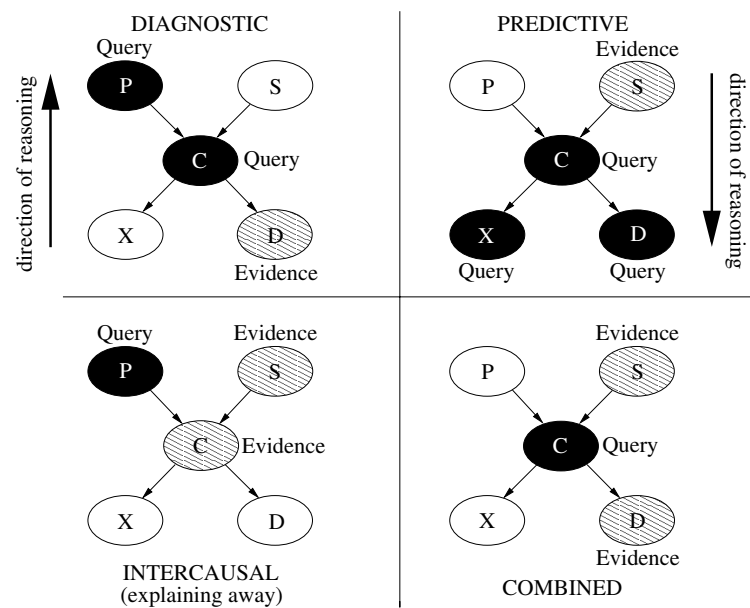 DIAGNOSTIC
Query
P
S
C
Query
X
D
Evidence
direction of reasoning
PREDICTIVE
Evidence
P
S
C
Query
X
D
Query
Query
direction of reasoning
Query
Evidence
P
S
C
Evidence
X
D
INTERCAUSAL
(explaining away)
Evidence
P
S
C
Query
X
D
Evidence
COMBINED